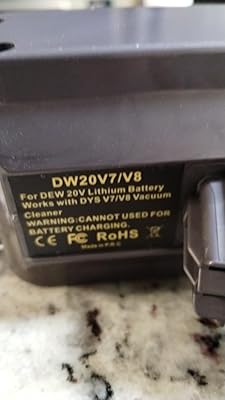 DW20V7/V8
For DEW 20V Lithium Battery
Works with DYS V7/V8 Vacuum
Cleaner
WARNING:CANNOT USED FOR
BATTERY CHARGING.
CE FC RoHS
Made in P.R.C